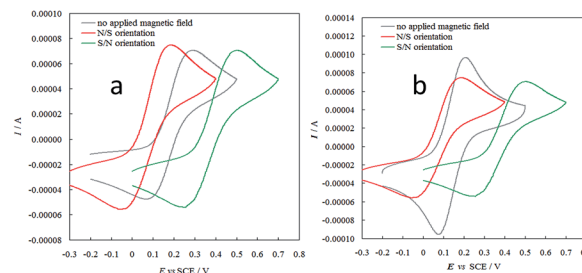 0.00010
0.00008
0.00006
0.00004
0.00002
0.00000
-0.00002
-0.00004
-0.00006
-0.00008
I / A
no applied magnetic field
N/S orientation
S/N orientation
a
-0.3 -0.2 -0.1 0 0.1 0.2 0.3 0.4 0.5 0.6 0.7 0.8
E vs SCE / V
0.00014
0.00012
0.00010
0.00008
0.00006
0.00004
0.00002
0.00000
-0.00002
-0.00004
-0.00006
-0.00008
-0.00010
I / A
no applied magnetic field
N/S orientation
S/N orientation
b
-0.3 -0.2 -0.1 0 0.1 0.2 0.3 0.4 0.5 0.6 0.7 0.8
E vs SCE / V